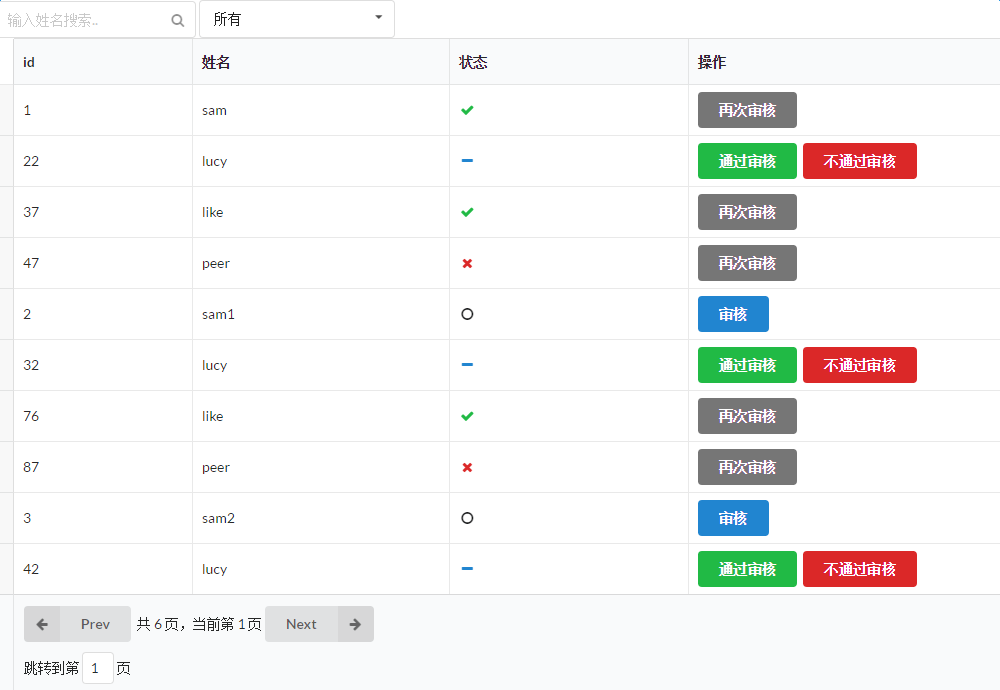 输入姓名搜索.. 所有
id 姓名 状态 操作
1 sam 再次审核
22 lucy 通过审核 不通过审核
37 like 再次审核
47 peer 再次审核
2 sam1 审核
32 lucy 通过审核 不通过审核
76 like 再次审核
87 peer 再次审核
3 sam2 审核
42 lucy 通过审核 不通过审核
Prev 共 6 页，当前第 1 页 Next
跳转到第 1 页